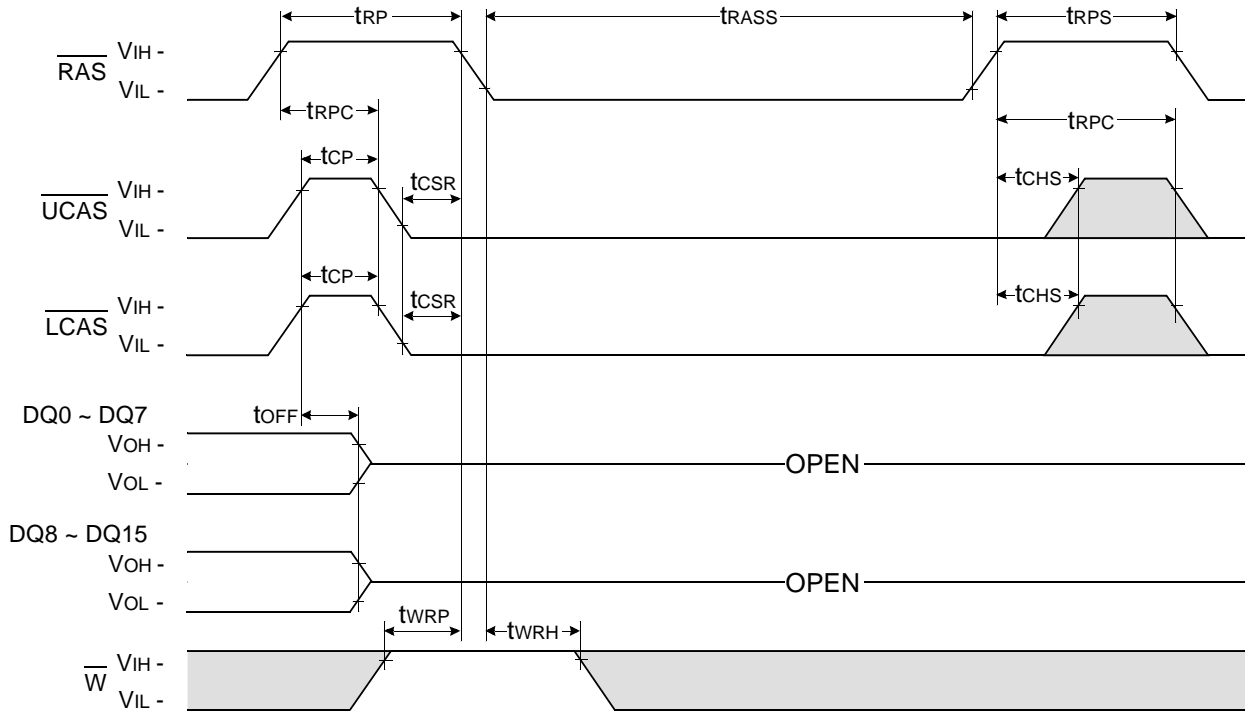 tRP tRASS tRPS
RAS VIH -
VIL -
tRPC tRPC
tCP tCSR tCHS
UCAS VIH -
VIL -
tCP tCSR tCHS
LCAS VIH -
VIL -
DQ0 ~ DQ7 tOFF
VOH -
OPEN
VOL -
DQ8 ~ DQ15
VOH -
OPEN
VOL -
tWRP tWRH
W VIH -
VIL -